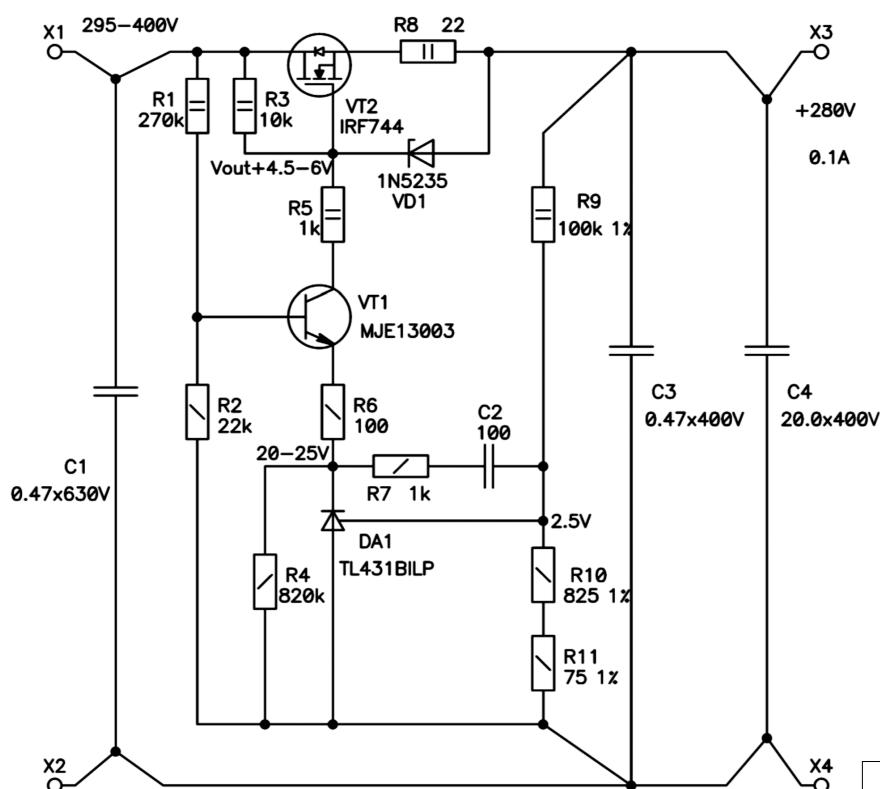 X1
295-400V
R8 22
X3
R1
270k
R3
10k
VT2
IRF744
+280V
0.1A
Vout+4.5-6V
1N5235
VD1
R5
1k
R9
100k 1%
VT1
MJE13003
R2
22k
R6
100
C2
100
C3
0.47x400V
C4
20.0x400V
20-25V
C1
0.47x630V
R7 1k
2.5V
DA1
TL431BILP
R4
820k
R10
825 1%
R11
75 1%
X2
X4